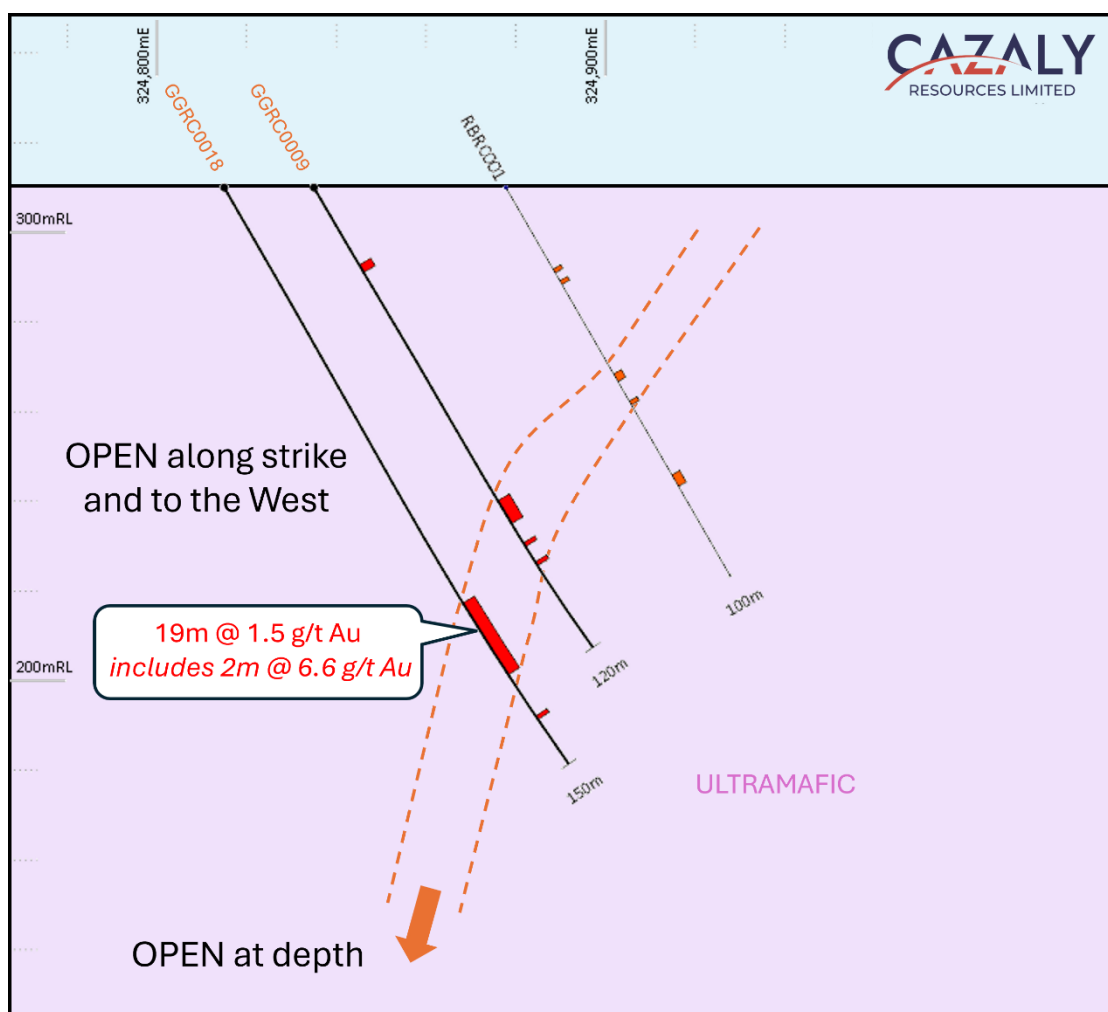 324,800mE
324,900mE
CAZALY
RESOURCES LIMITED
GGRC0018
GGRC0009
RBRC001
300mRL
OPEN along strike
and to the West
100m
19m @ 1.5 g/t Au
includes 2m @ 6.6 g/t Au
200mRL
120m
150m
ULTRAMAFIC
OPEN at depth